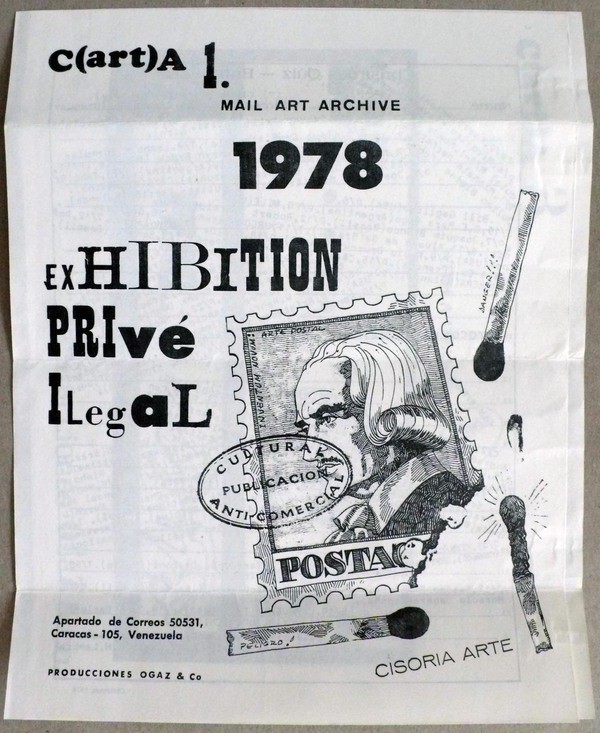 C(art)A 1.
MAIL ART ARCHIVE
1978
EXHIBITION
PRIvé
ILegaL
DANGER!!!
ARTE POSTAL
CULTURAL
PUBLICACION
ANTI-COMERCIAL
POSTAG
PELIGRO!
CISORIA ARTE
Apartado de Correos 50531,
Caracas - 105, Venezuela
PRODUCCIONES OGAZ & Co